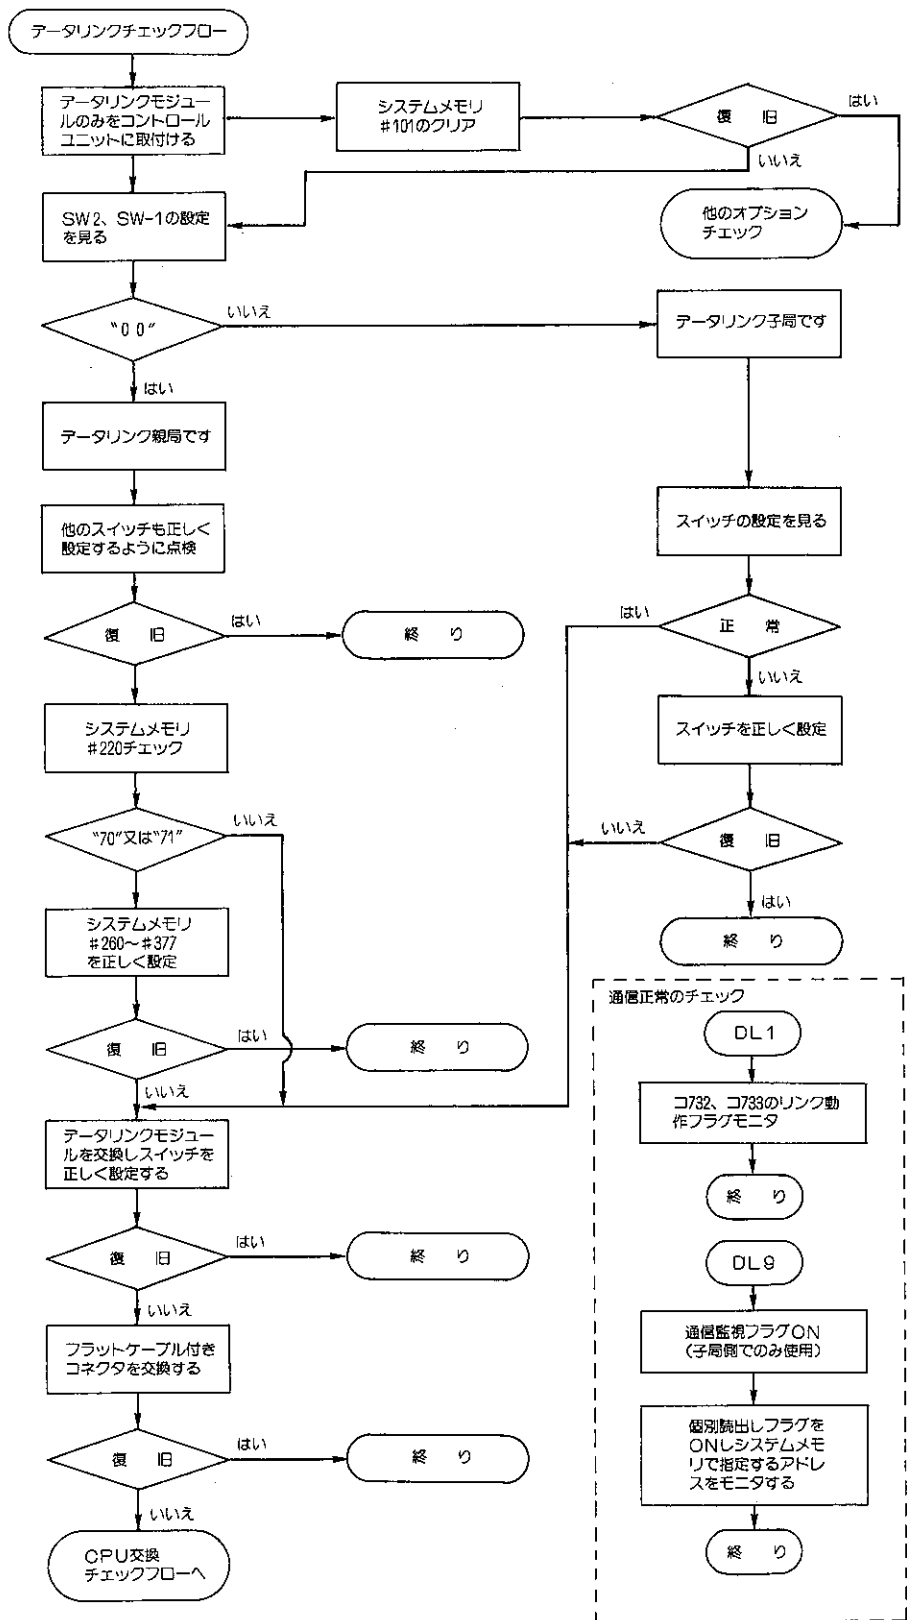 データリンクチェックフロー
データリンクモジュー
ルのみをコントロール
ユニットに取付ける
システムメモリ
#101のクリア
復 旧
はい
いいえ
他のオプション
チェック
SW2、SW-1の設定
を見る
"00"
いいえ
はい
データリンク子局です
データリンク親局です
他のスイッチも正しく
設定するように点検
復 旧
はい
終 り
システムメモリ
#220チェック
"70"又は"71"
いいえ
システムメモリ
#260～#377
を正しく設定
復 旧
はい
終 り
いいえ
データリンクモジュー
ルを交換しスイッチを
正しく設定する
復 旧
はい
終 り
いいえ
フラットケーブル付き
コネクタを交換する
復 旧
はい
終 り
いいえ
CPU交換
チェックフローへ
スイッチの設定を見る
はい
正 常
いいえ
スイッチを正しく設定
いいえ
復 旧
はい
終 り
通信正常のチェック
DL1
コ732、コ733のリンク動
作フラグモニタ
終 り
DL9
通信監視フラグON
(子局側でのみ使用)
個別読出しフラグを
ONしシステムメモ
リで指定するアドレ
スをモニタする
終 り